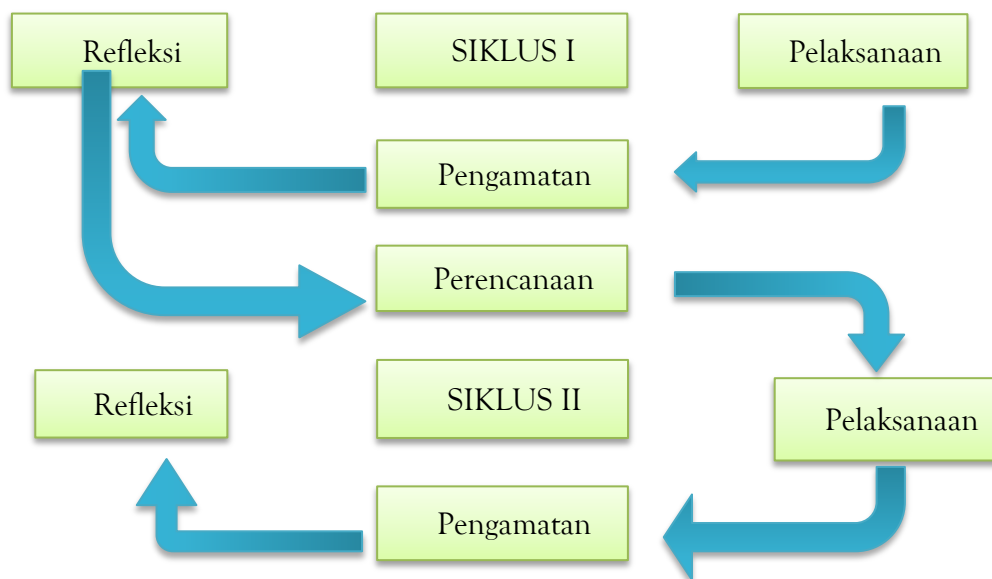 Refleksi
SIKLUS I
Pelaksanaan
Pengamatan
Perencanaan
Refleksi
SIKLUS II
Pelaksanaan
Pengamatan